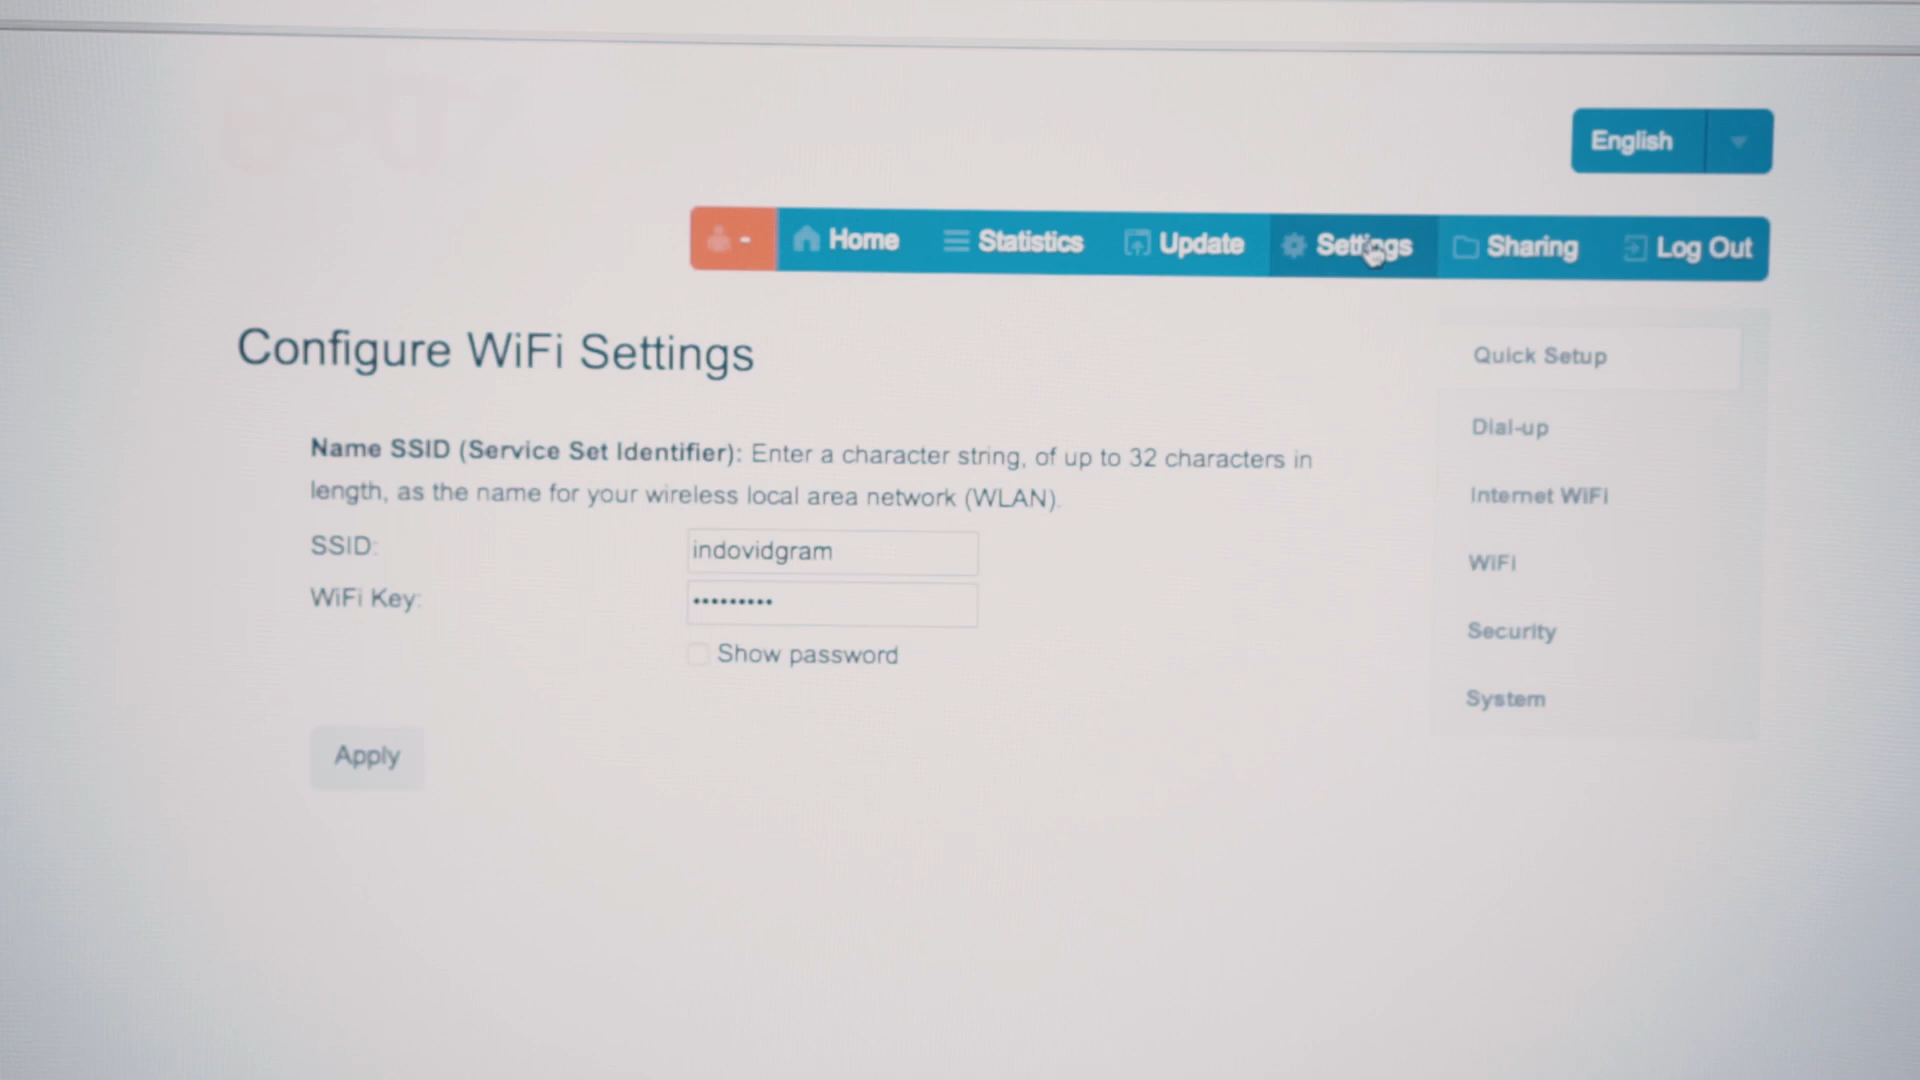 English
Home Statistics Update Settings Sharing Log Out
Configure WiFi Settings
Quick Setup
Dial-up
Internet WiFi
WiFi
Security
System
Name SSID (Service Set Identifier): Enter a character string, of up to 32 characters in
length, as the name for your wireless local area network (WLAN).
SSID: indovidgram
WiFi Key: •••••••••
Show password
Apply